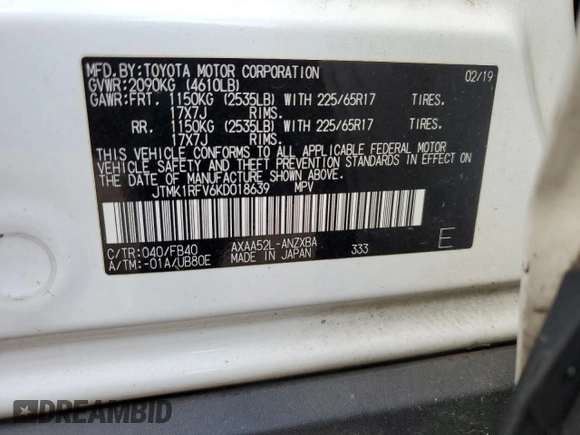 MFD.BY:TOYOTA MOTOR CORPORATION 02/19
GVWR:2090KG (4610LB)
GAWR:FRT. 1150KG (2535LB) WITH 225/65R17 TIRES.
17X7J RIMS.
RR. 1150KG (2535LB) WITH 225/65R17 TIRES.
17X7J RIMS.
THIS VEHICLE CONFORMS TO ALL APPLICABLE FEDERAL MOTOR
VEHICLE SAFETY AND THEFT PREVENTION STANDARDS IN EFFECT
ON THE DATE OF MANUFACTURE SHOWN ABOVE.
JTMK1RFV6KD018639 MPV
C/TR:040/FB40 AXAA52L-ANZXBA 333 E
A/TM:-01A/UB80E MADE IN JAPAN
DREAMBID